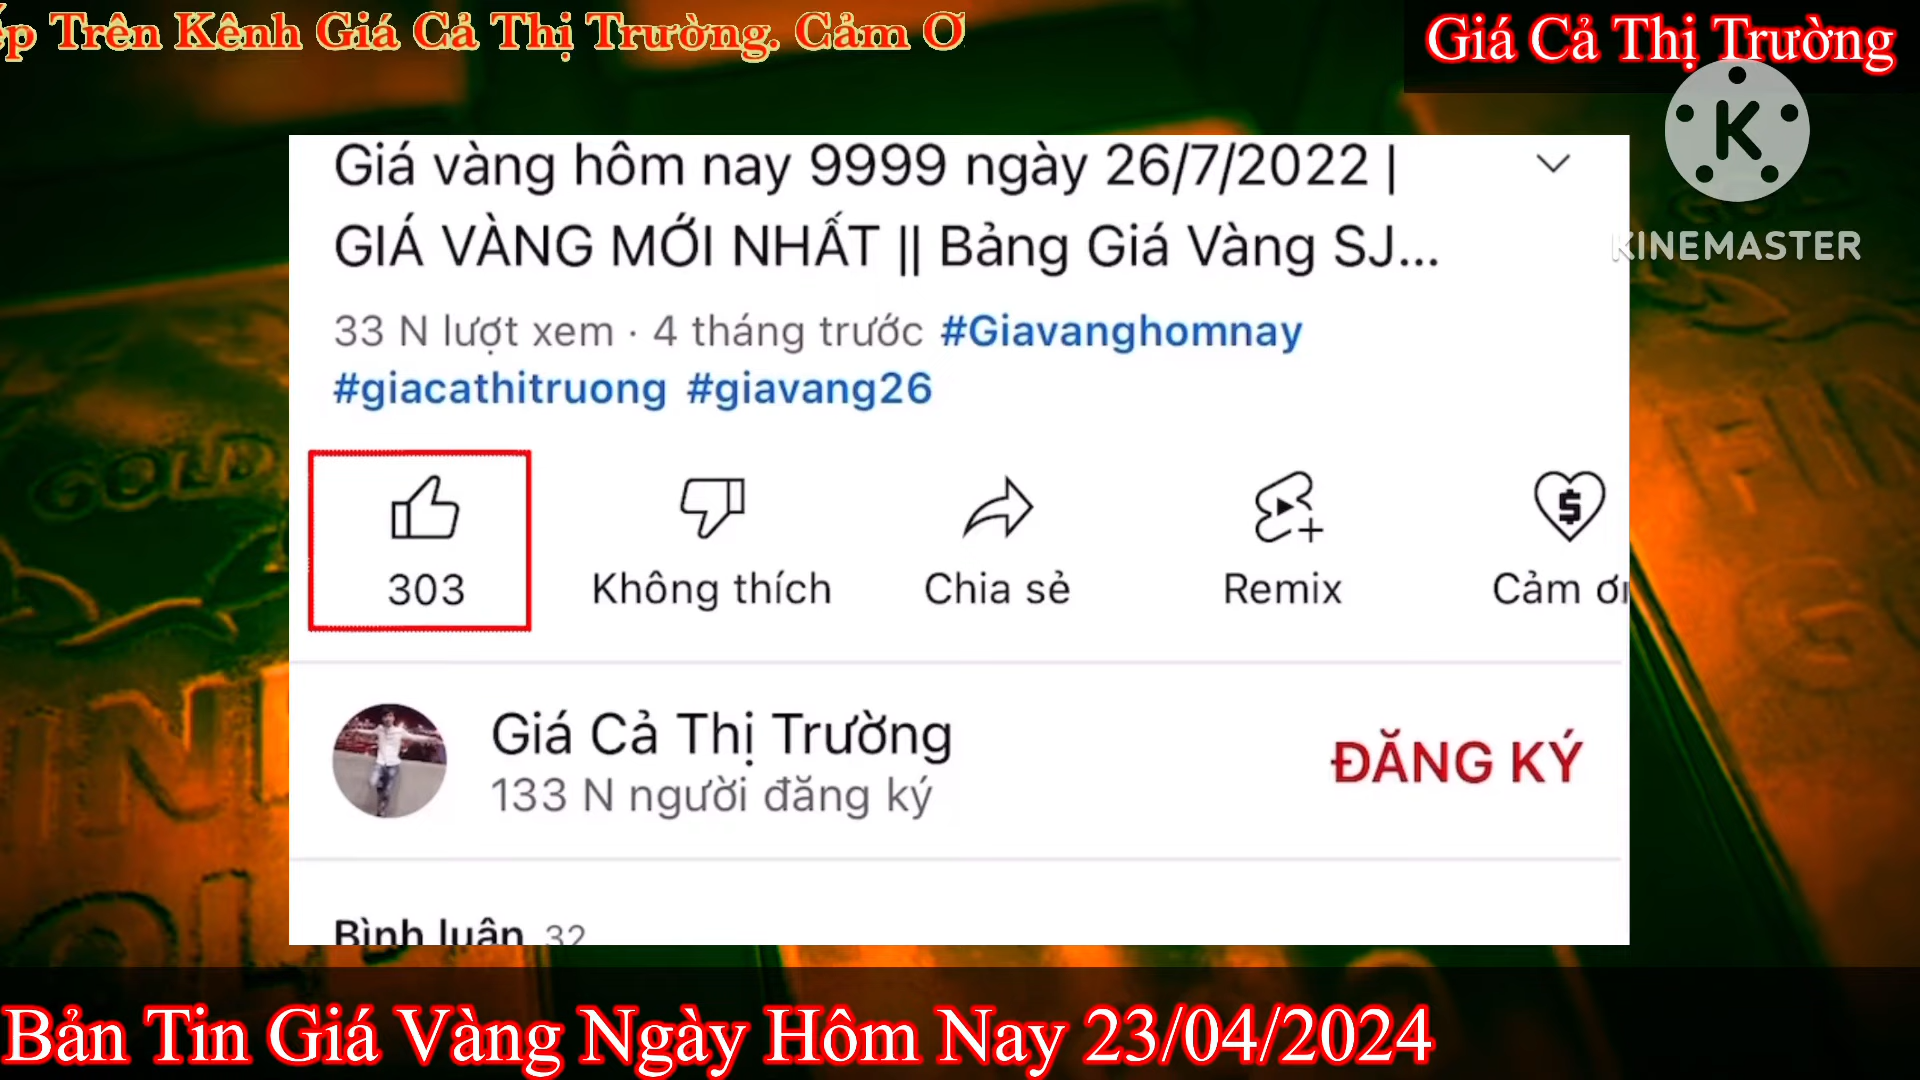 Trên Kênh Giá Cả Thị Trường. Cảm Ơ
Giá Cả Thị Trường
KINEMASTER
Giá vàng hôm nay 9999 ngày 26/7/2022 |
GIÁ VÀNG MỚI NHẤT || Bảng Giá Vàng SJ...
33 N lượt xem · 4 tháng trước #Giavanghomnay
#giacathitruong #giavang26
303
Không thích
Chia sẻ
Remix
Cảm ơn
Giá Cả Thị Trường
133 N người đăng ký
ĐĂNG KÝ
Bình luận 32
GOLD
Bản Tin Giá Vàng Ngày Hôm Nay 23/04/2024